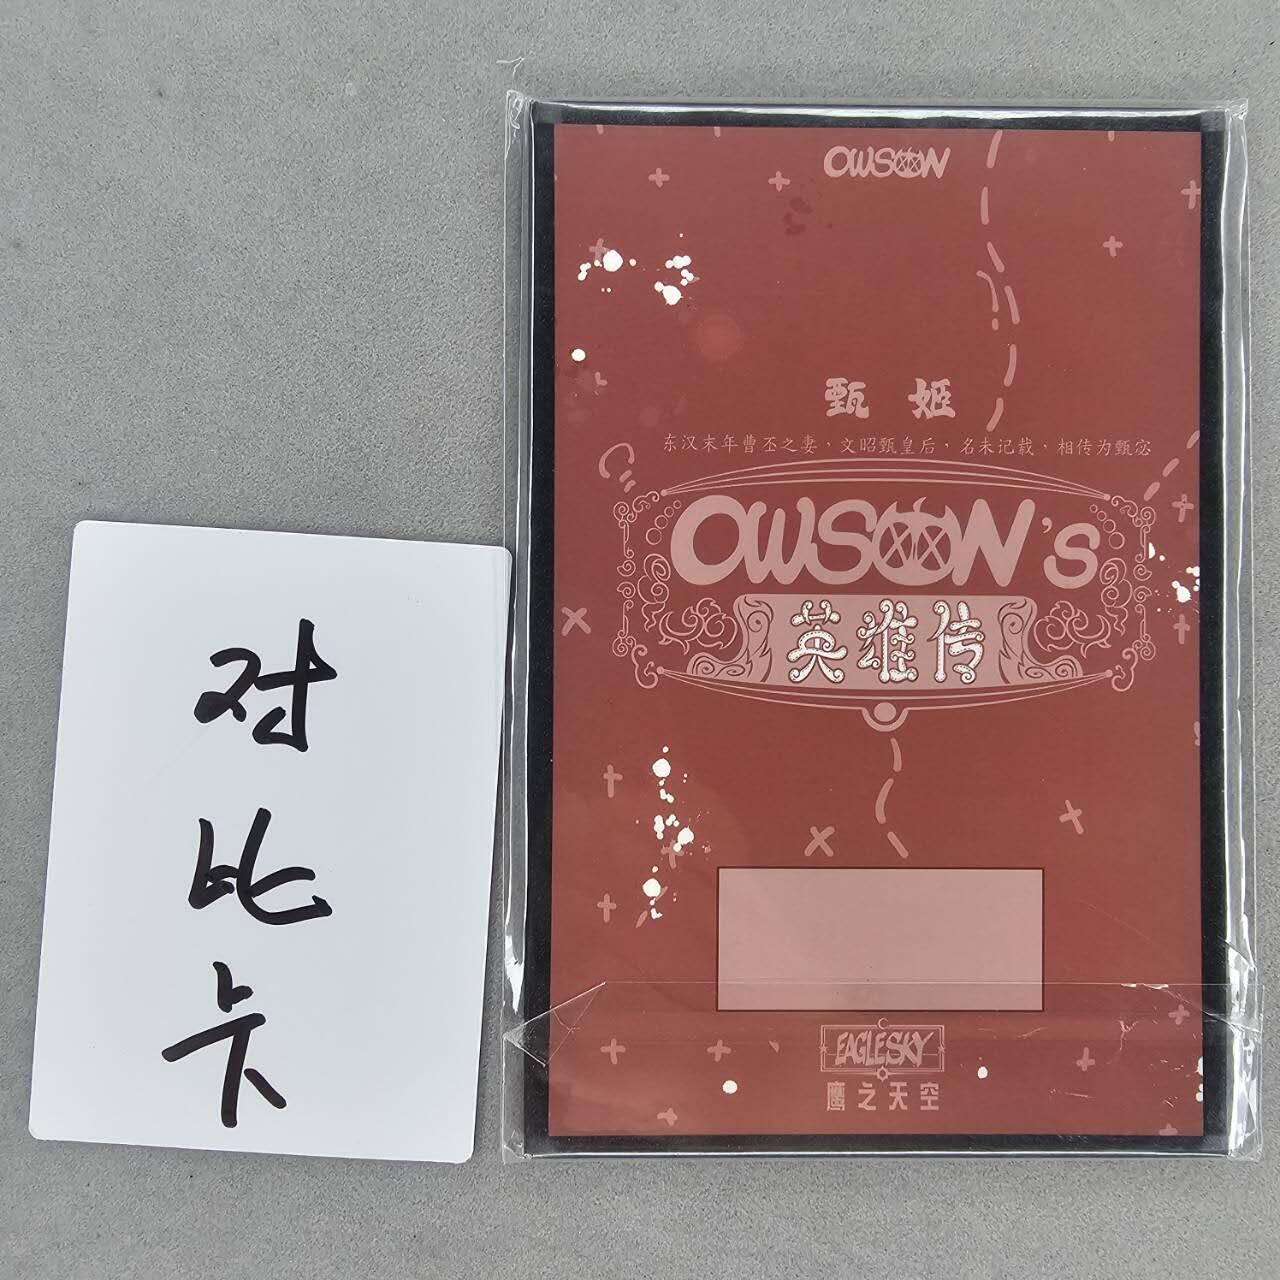 对
比
卡
OWSON
甄 姬
东汉末年曹丕之妻，文昭甄皇后，名未记载，相传为甄宓
OWSON's
英雄传
EAGLESKY
鹰之天空